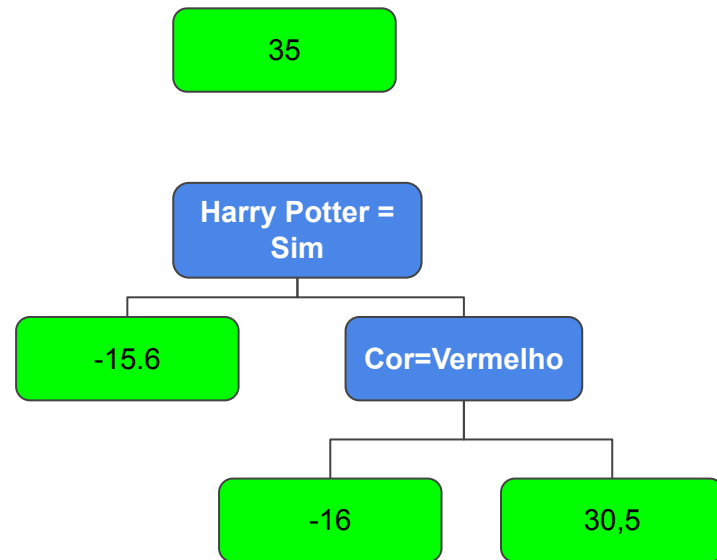 35
Harry Potter =
Sim
-15.6
Cor=Vermelho
-16
30,5